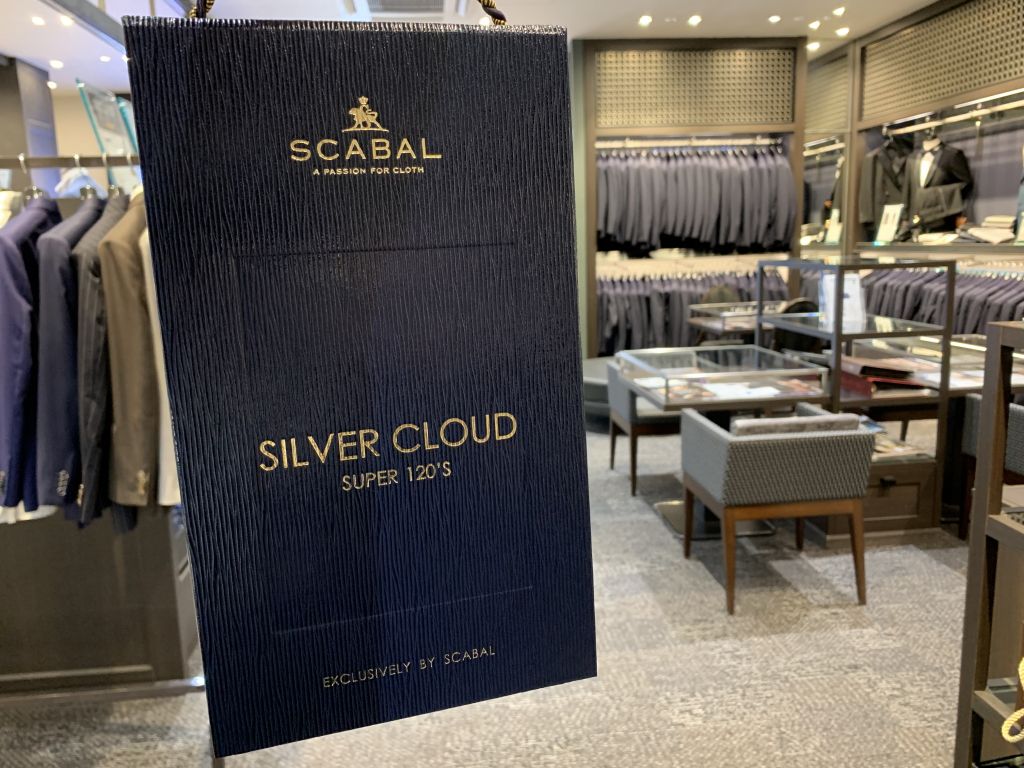 SCABAL
A PASSION FOR CLOTH
SILVER CLOUD
SUPER 120'S
EXCLUSIVELY BY SCABAL